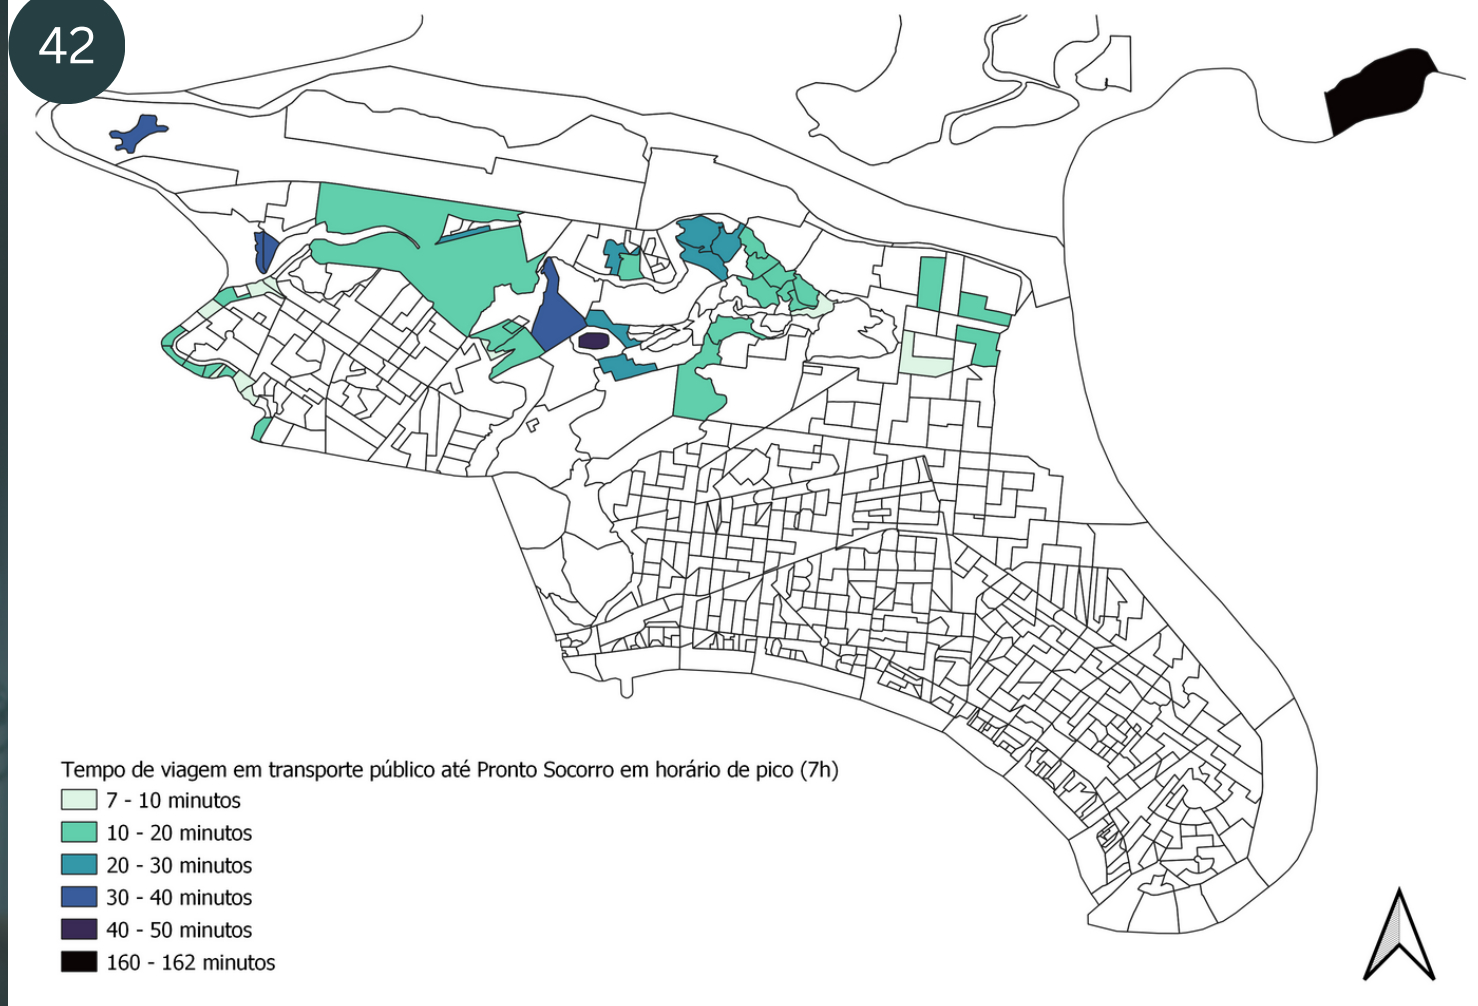 42
Tempo de viagem em transporte público até Pronto Socorro em horário de pico (7h)
7 - 10 minutos
10 - 20 minutos
20 - 30 minutos
30 - 40 minutos
40 - 50 minutos
160 - 162 minutos